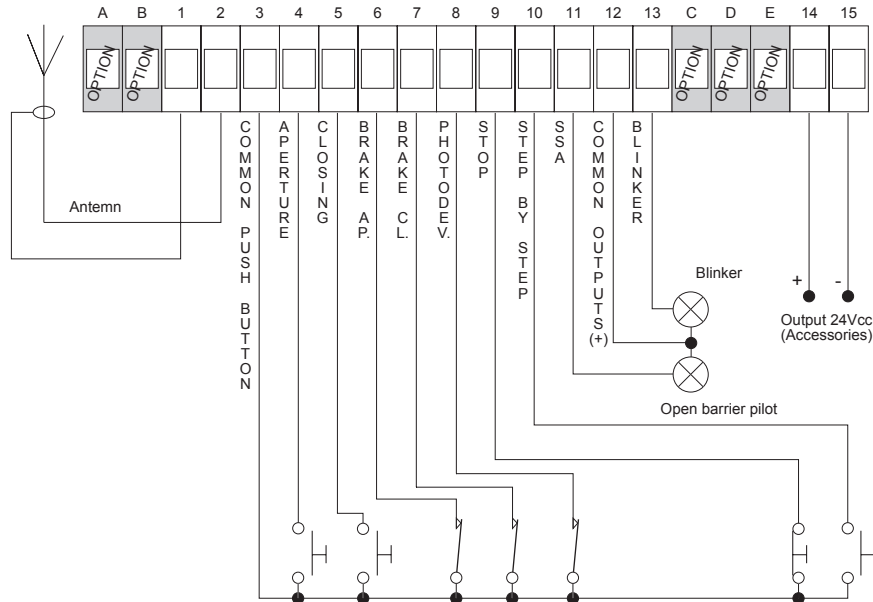 A B 1 2 3 4 5 6 7 8 9 10 11 12 13 C D E 14 15
OPTION OPTION OPTION OPTION OPTION
COMMON PUSH BUTTON
APERTURE
CLOSING
BRAKE AP.
BRAKE CL.
PHOTODEV.
STOP
STEP BY STEP
SSA
COMMON OUTPUTS (+)
BLINKER
Antemn
Blinker
+ -
Output 24Vcc
(Accessories)
Open barrier pilot